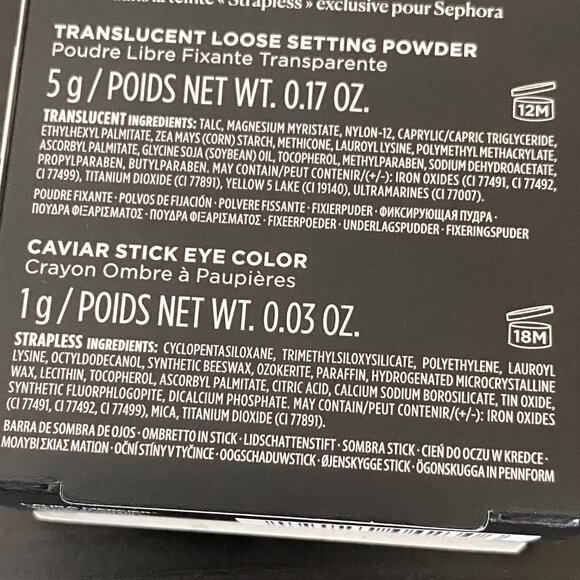 la teinte « Strapless » exclusive pour Sephora
TRANSLUCENT LOOSE SETTING POWDER
Poudre Libre Fixante Transparente
5 g / POIDS NET WT. 0.17 OZ.
12M
TRANSLUCENT INGREDIENTS: TALC, MAGNESIUM MYRISTATE, NYLON-12, CAPRYLIC/CAPRIC TRIGLYCERIDE,
ETHYLHEXYL PALMITATE, ZEA MAYS (CORN) STARCH, METHICONE, LAUROYL LYSINE, POLYMETHYL METHACRYLATE,
ASCORBYL PALMITATE, GLYCINE SOJA (SOYBEAN) OIL, TOCOPHEROL, METHYLPARABEN, SODIUM DEHYDROACETATE,
PROPYLPARABEN, BUTYLPARABEN. MAY CONTAIN/PEUT CONTENIR/(+/-): IRON OXIDES (CI 77491, CI 77492,
CI 77499), TITANIUM DIOXIDE (CI 77891), YELLOW 5 LAKE (CI 19140), ULTRAMARINES (CI 77007).
POUDRE FIXANTE · POLVOS DE FIJACIÓN · POLVERE FISSANTE · FIXIERPUDER · ФИКСИРУЮЩАЯ ПУДРА ·
ΠΟΥΔΡΑ ΦΙΞΑΡΙΣΜΑΤΟΣ · ΠΟΥΔΡΑ ΦΙΞΑΡΙΣΜΑΤΟΣ · FIXEERPOEDER · UNDERLAGSPUDDER · FIXERINGSPUDER
CAVIAR STICK EYE COLOR
Crayon Ombre à Paupières
1 g / POIDS NET WT. 0.03 OZ.
18M
STRAPLESS INGREDIENTS: CYCLOPENTASILOXANE, TRIMETHYLSILOXYSILICATE, POLYETHYLENE, LAUROYL
LYSINE, OCTYLDODECANOL, SYNTHETIC BEESWAX, OZOKERITE, PARAFFIN, HYDROGENATED MICROCRYSTALLINE
WAX, LECITHIN, TOCOPHEROL, ASCORBYL PALMITATE, CITRIC ACID, CALCIUM SODIUM BOROSILICATE, TIN OXIDE,
SYNTHETIC FLUORPHLOGOPITE, DICALCIUM PHOSPHATE. MAY CONTAIN/PEUT CONTENIR/(+/-): IRON OXIDES
(CI 77491, CI 77492, CI 77499), MICA, TITANIUM DIOXIDE (CI 77891).
BARRA DE SOMBRA DE OJOS · OMBRETTO IN STICK · LIDSCHATTENSTIFT · SOMBRA STICK · CIEŃ DO OCZU W KREDCE ·
ΜΟΛΥΒΙ ΣΚΙΑΣ ΜΑΤΙΩΝ · OČNÍ STÍNY V TYČINCE · OOGSCHADUWSTICK · ØJENSKYGGE STICK · ÖGONSKUGGA IN PENNFORM